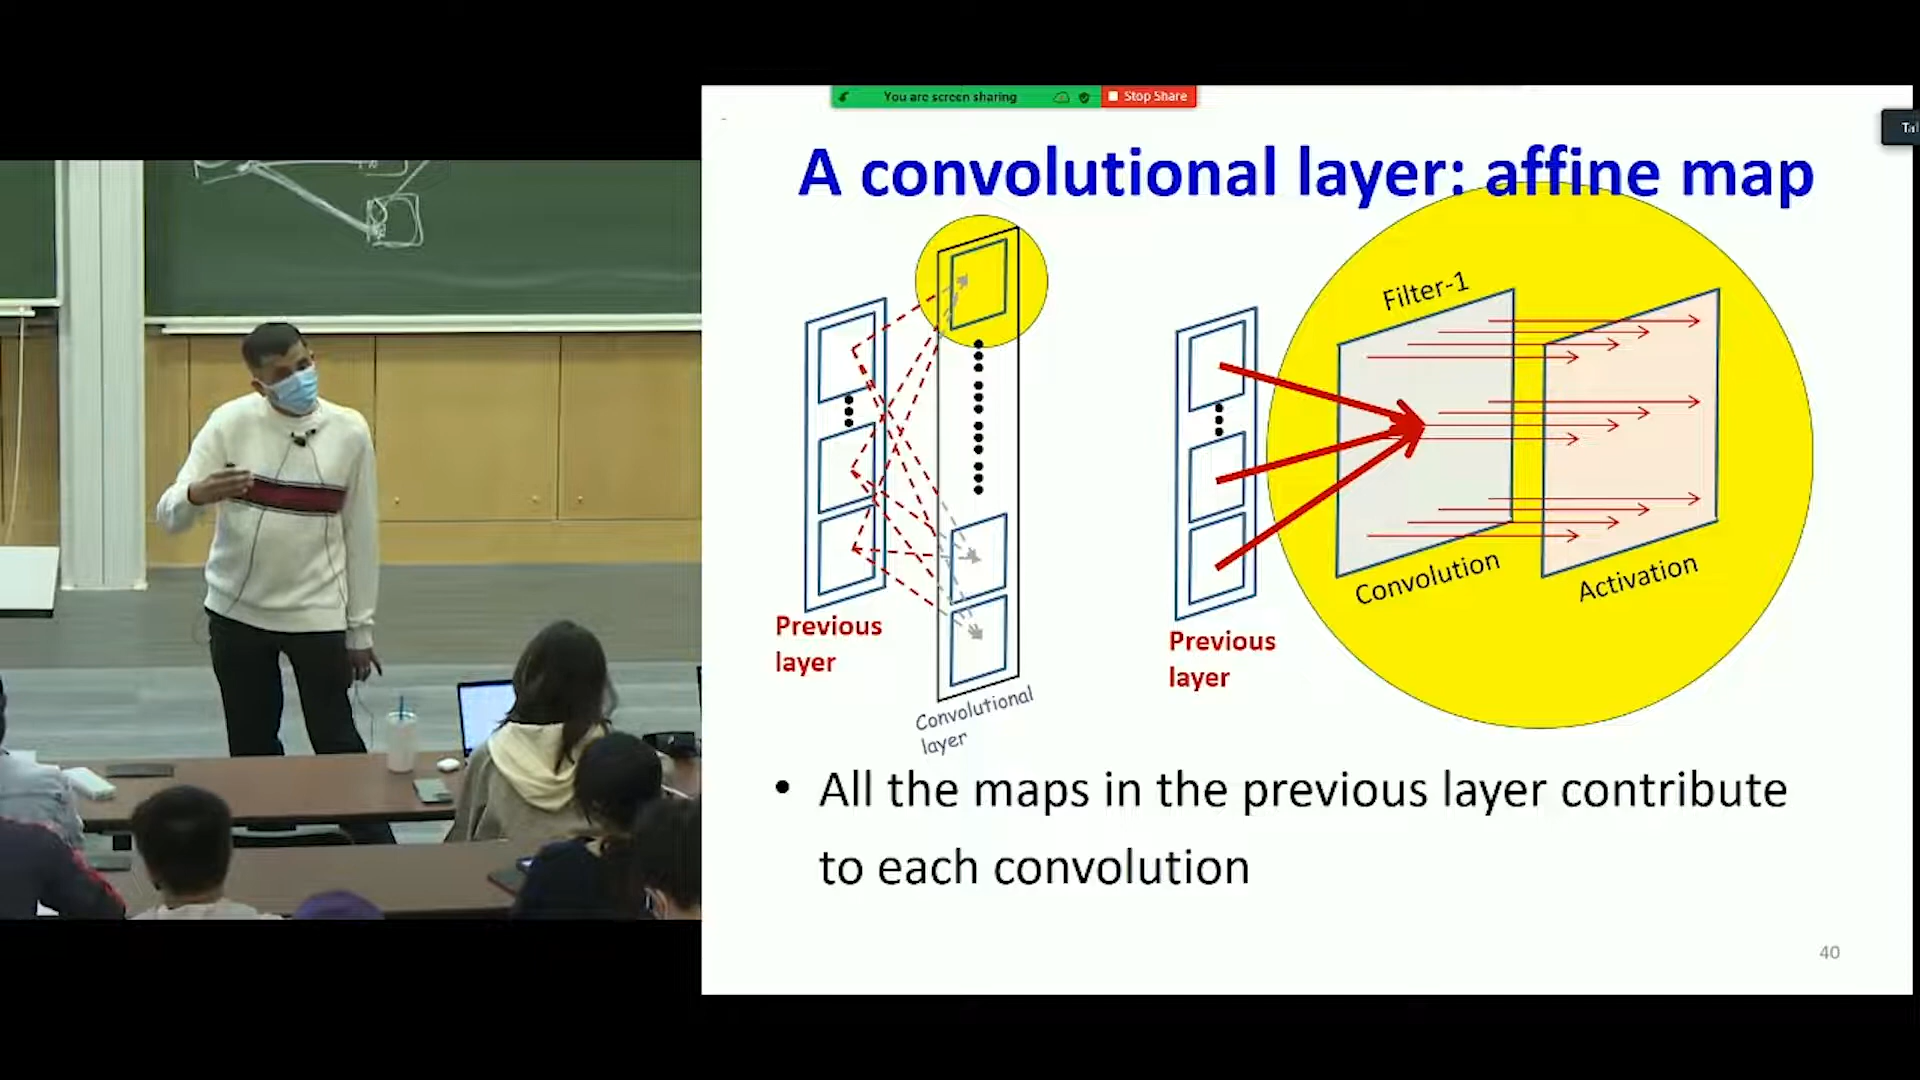 You are screen sharing
Stop Share
Tal
A convolutional layer: affine map
Filter-1
Convolution
Activation
Previous
layer
Previous
layer
Convolutional
layer
• All the maps in the previous layer contribute
to each convolution
40